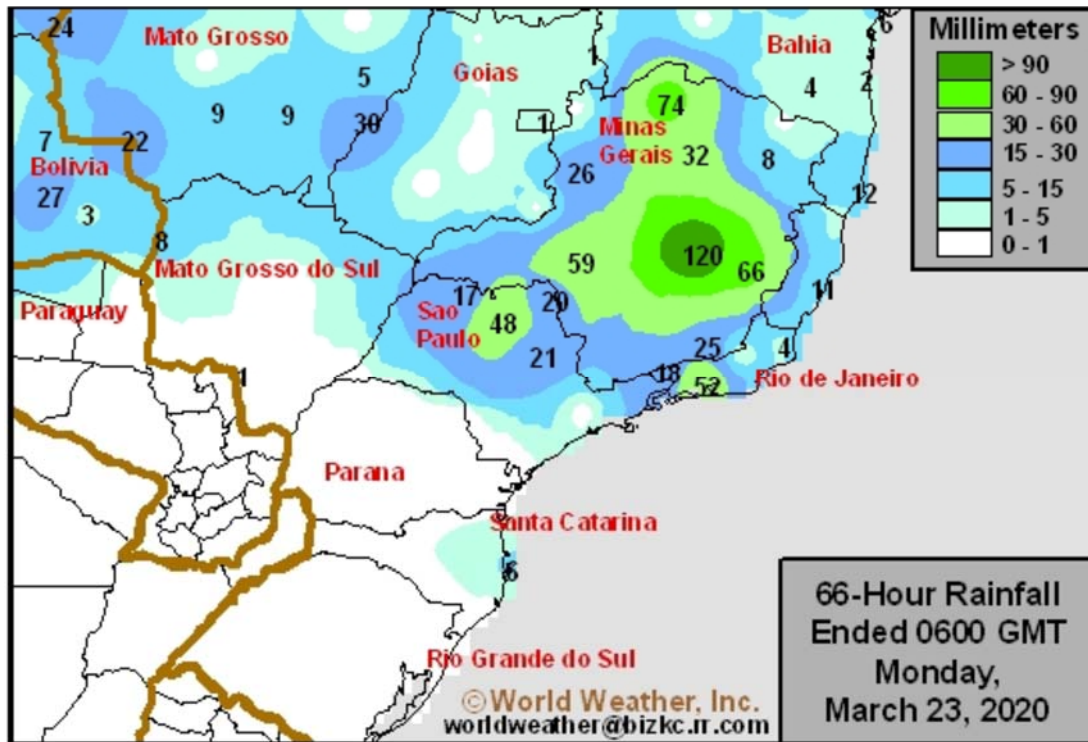 24
Mato Grosso
1
Bahia
6
5
Goias
4
2
9
9
30
1
74
7
22
Minas
Gerais
32
8
Bolivia
26
27
12
3
8
Mato Grosso do Sul
59
120
66
Paraguay
17
20
11
Sao
Paulo
48
21
25
4
18
52
Rio de Janeiro
1
Parana
Santa Catarina
6
Rio Grande do Sul
©World Weather, Inc.
worldweather@bizkc.rr.com
Millimeters
> 90
60 - 90
30 - 60
15 - 30
5 - 15
1 - 5
0 - 1
66-Hour Rainfall
Ended 0600 GMT
Monday,
March 23, 2020